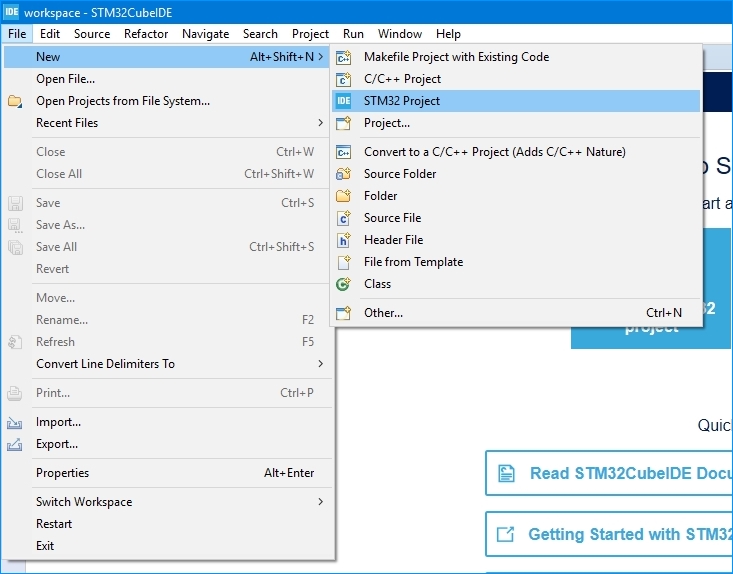 IDE workspace - STM32CubeIDE
File Edit Source Refactor Navigate Search Project Run Window Help
New Alt+Shift+N
Open File...
Open Projects from File System...
Recent Files
Close Ctrl+W
Close All Ctrl+Shift+W
Save Ctrl+S
Save As...
Save All Ctrl+Shift+S
Revert
Move...
Rename... F2
Refresh F5
Convert Line Delimiters To
Print... Ctrl+P
Import...
Export...
Properties Alt+Enter
Switch Workspace
Restart
Exit
Makefile Project with Existing Code
C/C++ Project
IDE STM32 Project
Project...
Convert to a C/C++ Project (Adds C/C++ Nature)
Source Folder
Folder
Source File
Header File
File from Template
Class
Other... Ctrl+N
o S
art a
32
project
Quic
Read STM32CubeIDE Docu
Getting Started with STM32